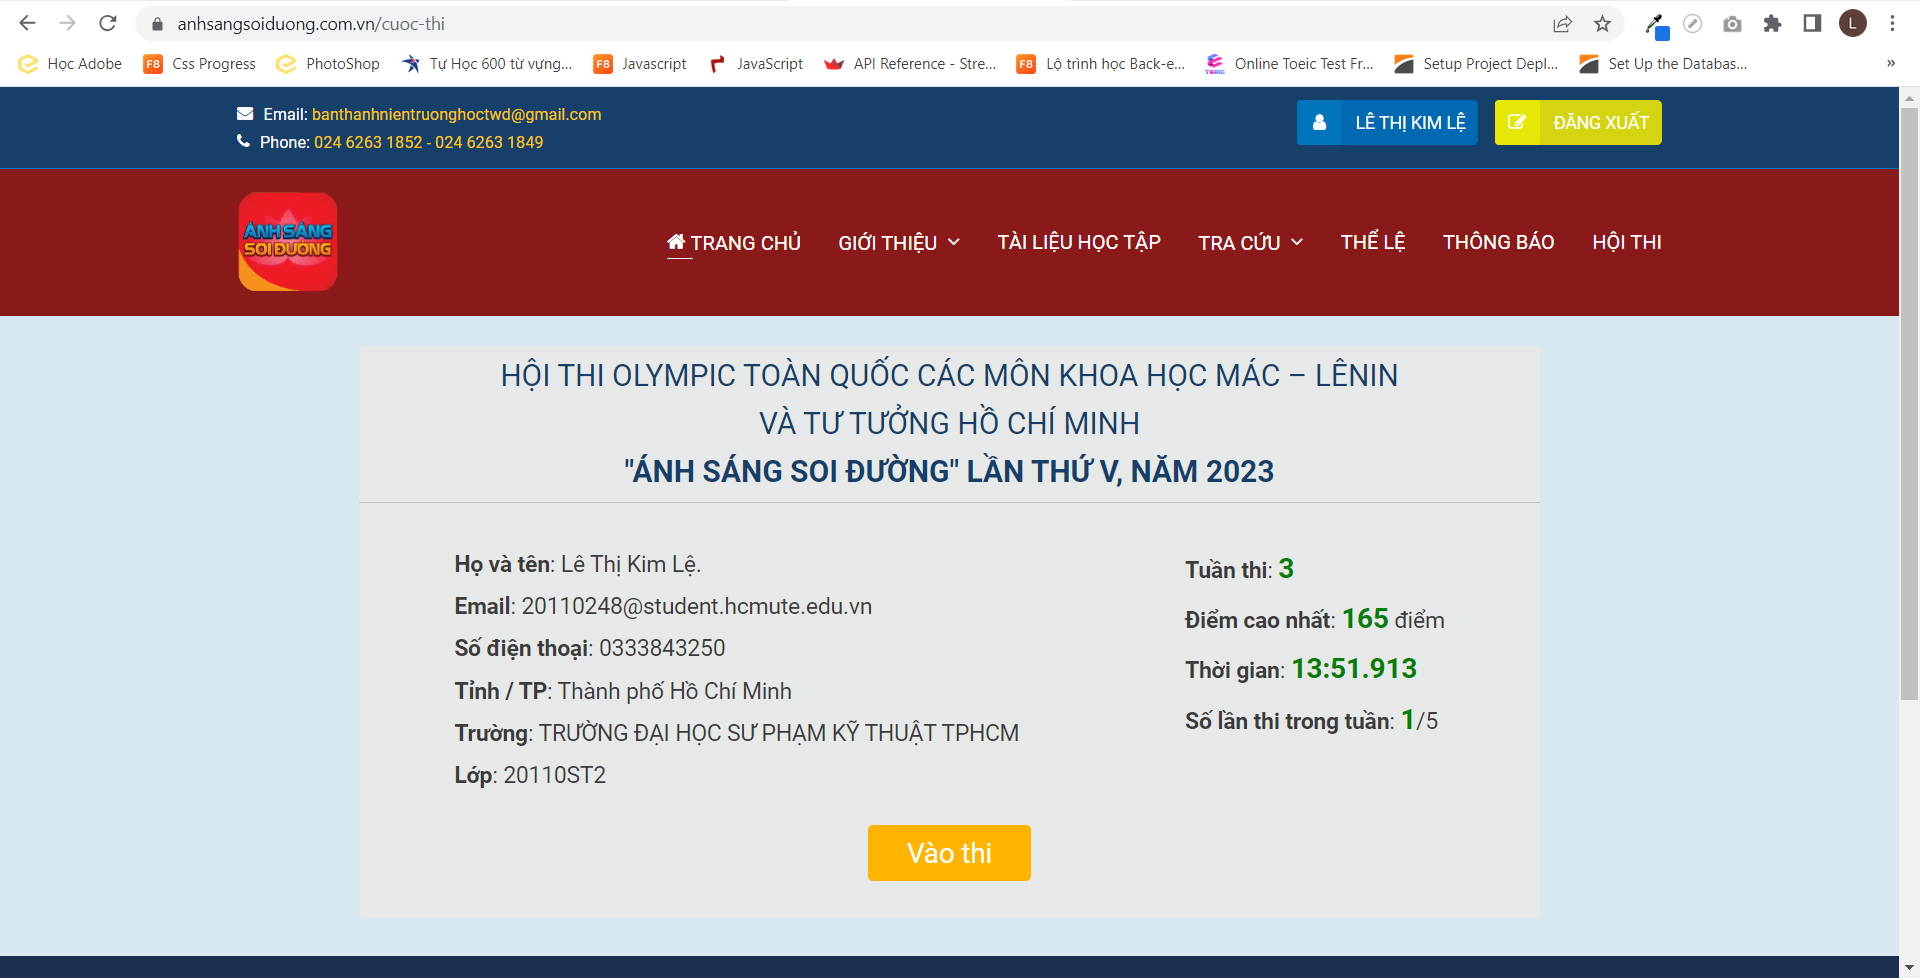 anhsangsoiduong.com.vn/cuoc-thi
L
Học Adobe
F8 Css Progress
PhotoShop
Tự Học 600 từ vựng...
F8 Javascript
JavaScript
API Reference - Stre...
F8 Lộ trình học Back-e...
TOEIC Online Toeic Test Fr...
Setup Project Depl...
Set Up the Databas...
»
Email: banthanhnientruonghoctwd@gmail.com
Phone: 024 6263 1852 - 024 6263 1849
LÊ THỊ KIM LỆ
ĐĂNG XUẤT
ÁNH SÁNG
SOI ĐƯỜNG
TRANG CHỦ
GIỚI THIỆU
TÀI LIỆU HỌC TẬP
TRA CỨU
THỂ LỆ
THÔNG BÁO
HỘI THI
HỘI THI OLYMPIC TOÀN QUỐC CÁC MÔN KHOA HỌC MÁC – LÊNIN
VÀ TƯ TƯỞNG HỒ CHÍ MINH
"ÁNH SÁNG SOI ĐƯỜNG" LẦN THỨ V, NĂM 2023
Họ và tên: Lê Thị Kim Lệ.
Email: 20110248@student.hcmute.edu.vn
Số điện thoại: 0333843250
Tỉnh / TP: Thành phố Hồ Chí Minh
Trường: TRƯỜNG ĐẠI HỌC SƯ PHẠM KỸ THUẬT TPHCM
Lớp: 20110ST2
Tuần thi: 3
Điểm cao nhất: 165 điểm
Thời gian: 13:51.913
Số lần thi trong tuần: 1/5
Vào thi